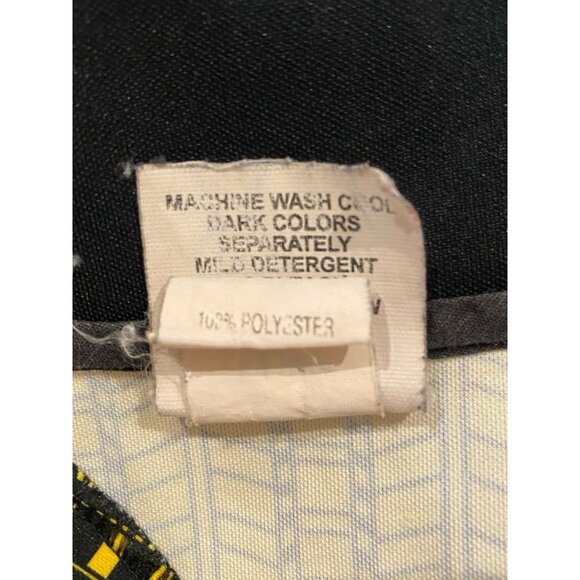 MACHINE WASH COOL
DARK COLORS
SEPARATELY
MILD DETERGENT
100% POLYESTER